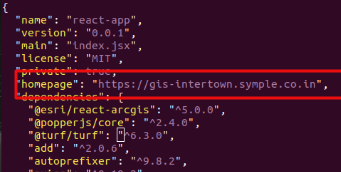 {
"name": "react-app",
"version": "0.0.1",
"main": "index.jsx",
"license": "MIT",
"private": true,
"homepage": "https://gis-intertown.symple.co.in",
"dependencies": {
"@esri/react-arcgis": "^5.0.0",
"@popperjs/core": "^2.4.0",
"@turf/turf": "^6.3.0",
"add": "^2.0.6",
"autoprefixer": "^9.8.2",